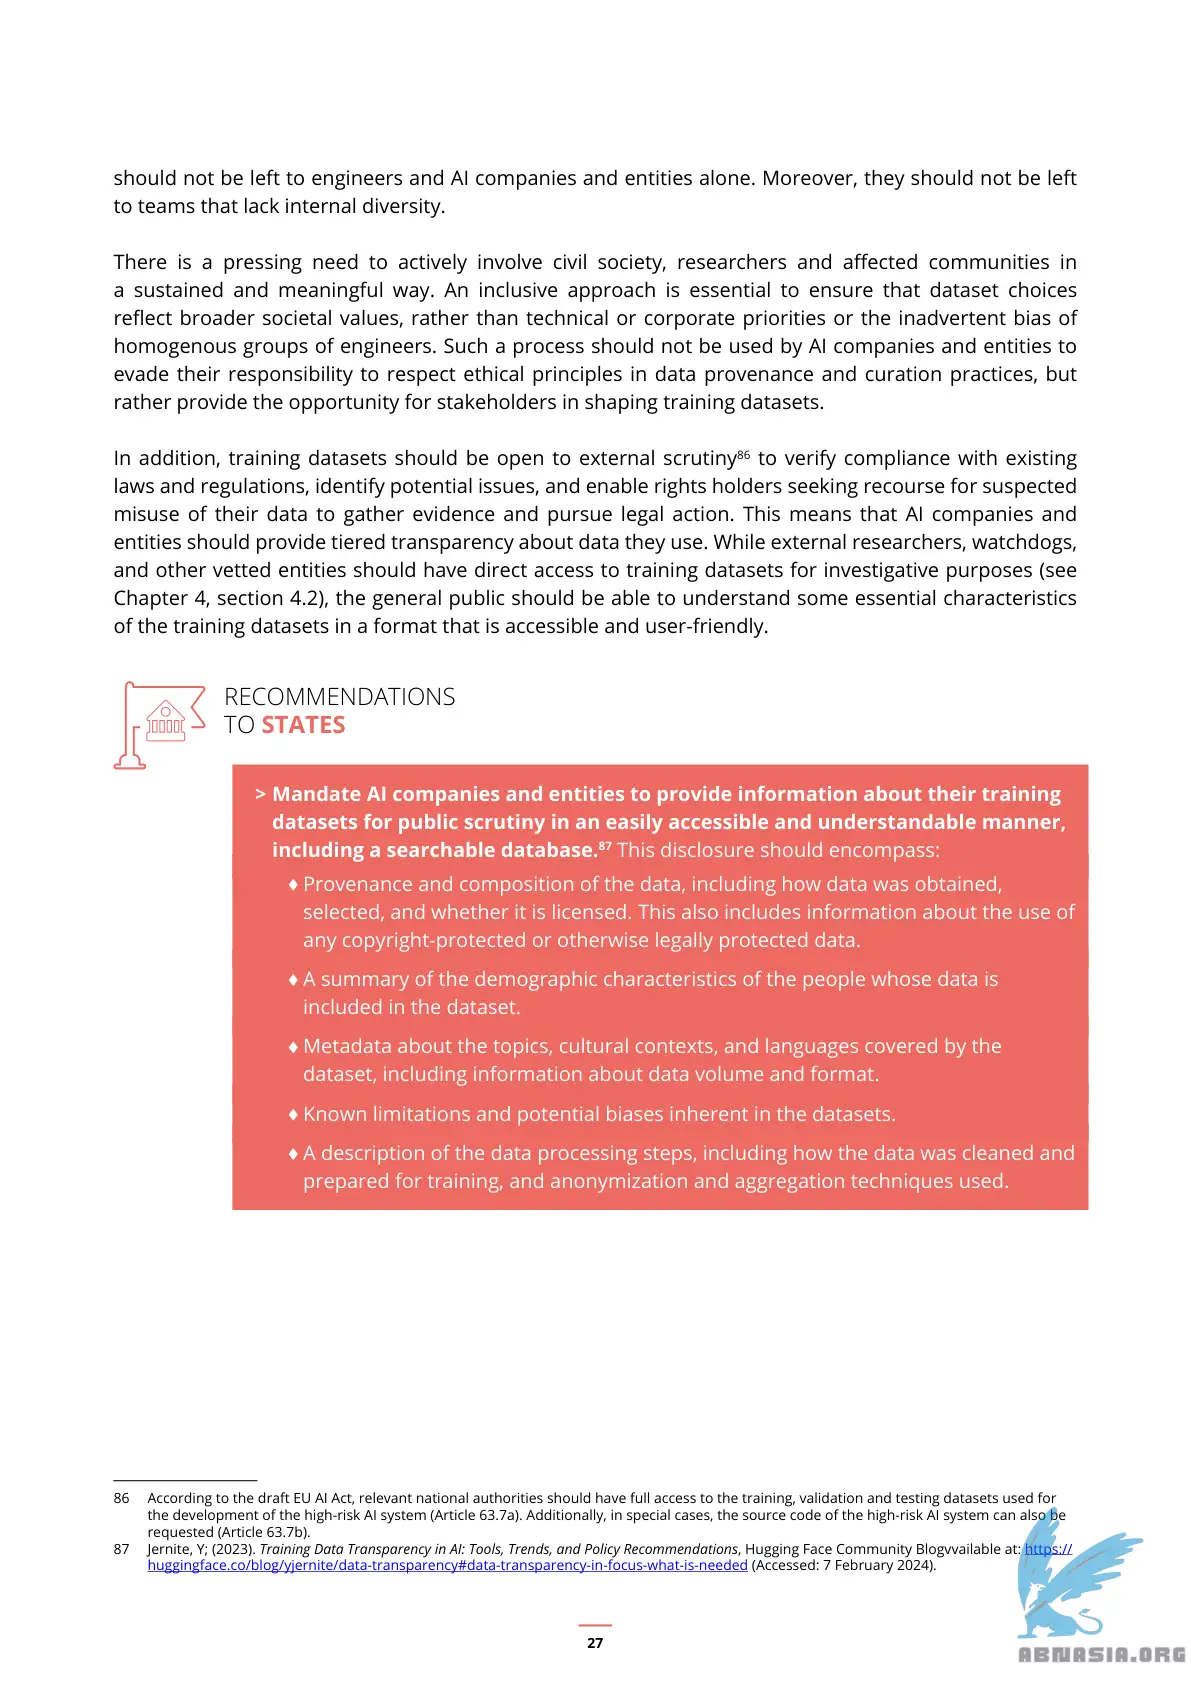 should not be left to engineers and AI companies and entities alone. Moreover, they should not be left
to teams that lack internal diversity.
There is a pressing need to actively involve civil society, researchers and affected communities in
a sustained and meaningful way. An inclusive approach is essential to ensure that dataset choices
reflect broader societal values, rather than technical or corporate priorities or the inadvertent bias of
homogenous groups of engineers. Such a process should not be used by AI companies and entities to
evade their responsibility to respect ethical principles in data provenance and curation practices, but
rather provide the opportunity for stakeholders in shaping training datasets.
In addition, training datasets should be open to external scrutiny86 to verify compliance with existing
laws and regulations, identify potential issues, and enable rights holders seeking recourse for suspected
misuse of their data to gather evidence and pursue legal action. This means that AI companies and
entities should provide tiered transparency about data they use. While external researchers, watchdogs,
and other vetted entities should have direct access to training datasets for investigative purposes (see
Chapter 4, section 4.2), the general public should be able to understand some essential characteristics
of the training datasets in a format that is accessible and user-friendly.
RECOMMENDATIONS
TO STATES
> Mandate AI companies and entities to provide information about their training
datasets for public scrutiny in an easily accessible and understandable manner,
including a searchable database.87 This disclosure should encompass:
♦ Provenance and composition of the data, including how data was obtained,
selected, and whether it is licensed. This also includes information about the use of
any copyright-protected or otherwise legally protected data.
♦ A summary of the demographic characteristics of the people whose data is
included in the dataset.
♦ Metadata about the topics, cultural contexts, and languages covered by the
dataset, including information about data volume and format.
♦ Known limitations and potential biases inherent in the datasets.
♦ A description of the data processing steps, including how the data was cleaned and
prepared for training, and anonymization and aggregation techniques used.
86 According to the draft EU AI Act, relevant national authorities should have full access to the training, validation and testing datasets used for
the development of the high-risk AI system (Article 63.7a). Additionally, in special cases, the source code of the high-risk AI system can also be
requested (Article 63.7b).
87 Jernite, Y; (2023). Training Data Transparency in AI: Tools, Trends, and Policy Recommendations, Hugging Face Community Blogvvailable at: https://
huggingface.co/blog/yjernite/data-transparency#data-transparency-in-focus-what-is-needed (Accessed: 7 February 2024).
27
ABNASIA.ORG